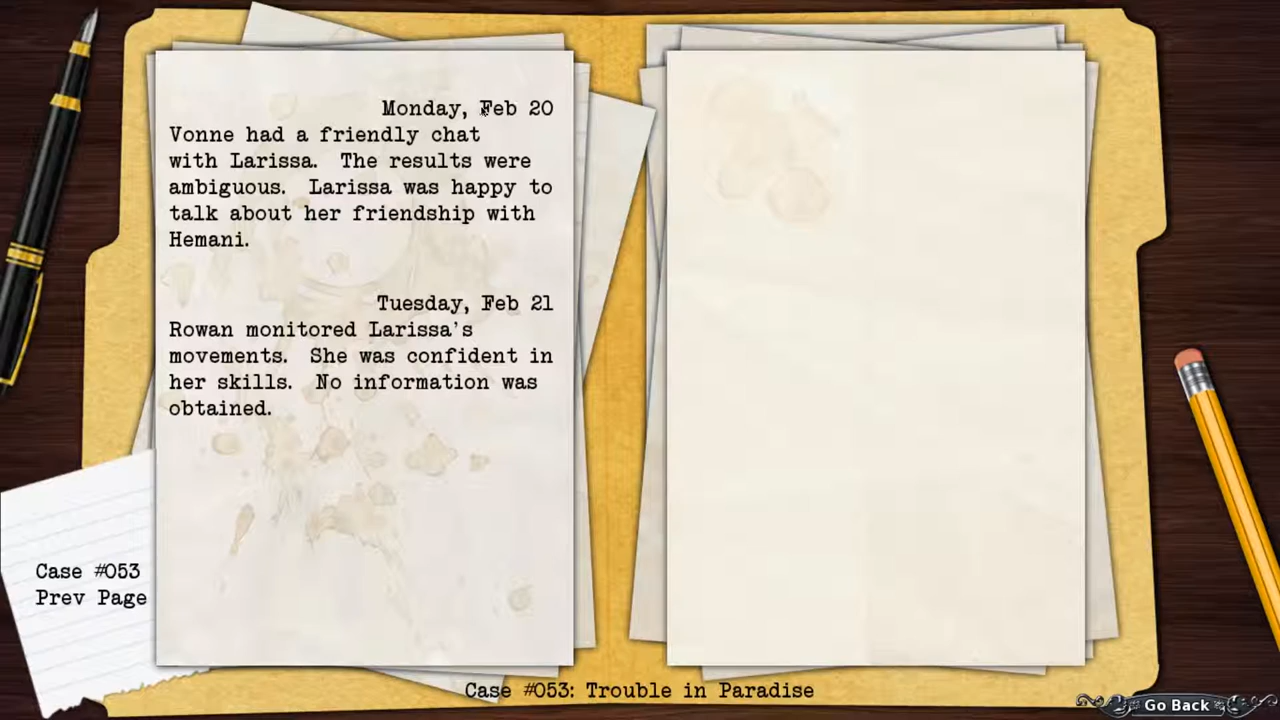 Monday, Feb 20
Vonne had a friendly chat
with Larissa. The results were
ambiguous. Larissa was happy to
talk about her friendship with
Hemani.
Tuesday, Feb 21
Rowan monitored Larissa's
movements. She was confident in
her skills. No information was
obtained.
Case #053
Prev Page
Case #053: Trouble in Paradise
Go Back